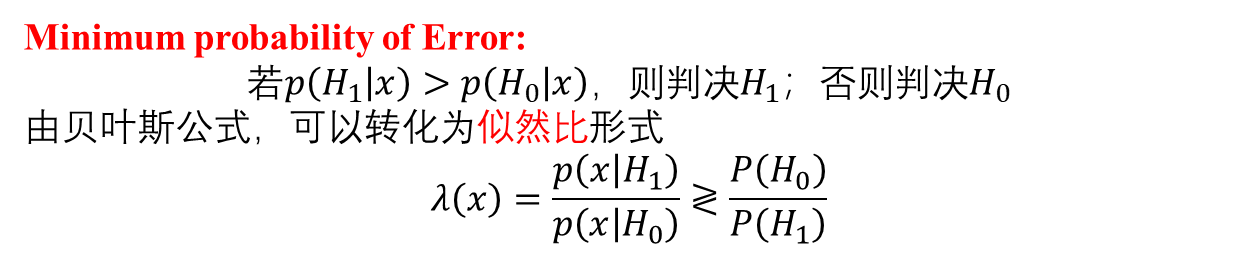 Minimum probability of Error:
若p(H₁|x) > p(H₀|x)，则判决H₁；否则判决H₀
由贝叶斯公式，可以转化为似然比形式
λ(x) = p(x|H₁)/p(x|H₀) ≷ P(H₀)/P(H₁)